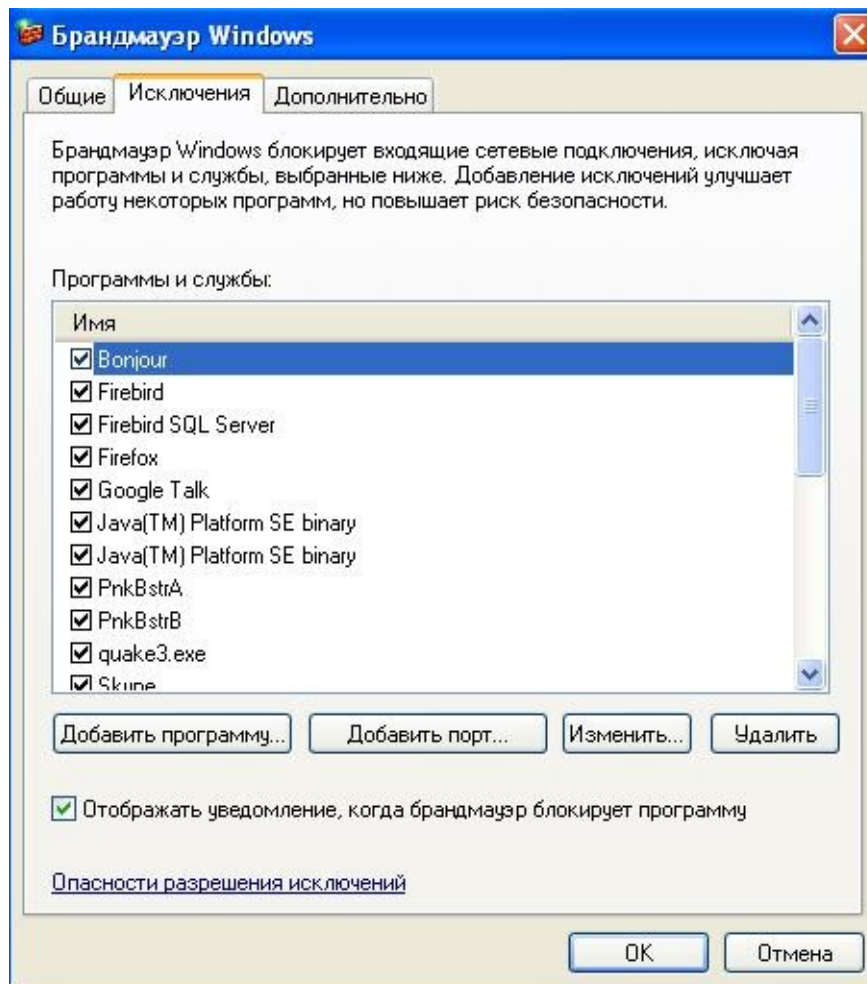 Брандмауэр Windows
Общие Исключения Дополнительно
Брандмауэр Windows блокирует входящие сетевые подключения, исключая
программы и службы, выбранные ниже. Добавление исключений улучшает
работу некоторых программ, но повышает риск безопасности.
Программы и службы:
Имя
Bonjour
Firebird
Firebird SQL Server
Firefox
Google Talk
Java(TM) Platform SE binary
Java(TM) Platform SE binary
PnkBstrA
PnkBstrB
quake3.exe
Skype
Добавить программу... Добавить порт... Изменить... Удалить
Отображать уведомление, когда брандмауэр блокирует программу
Опасности разрешения исключений
OK Отмена